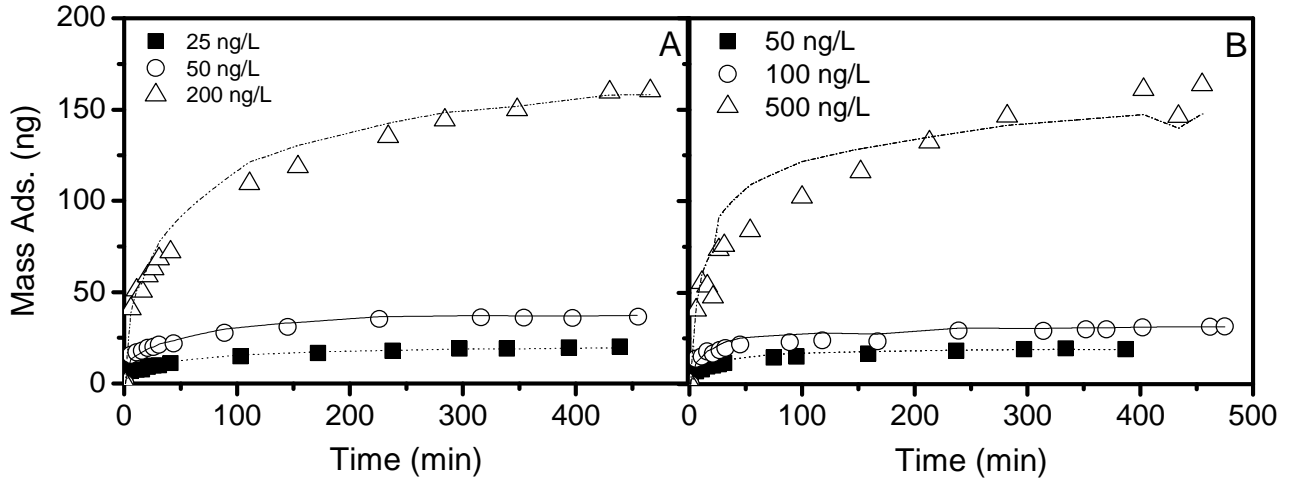 200
150
100
50
0
Mass Ads. (ng)
25 ng/L
50 ng/L
200 ng/L
A
0 100 200 300 400
Time (min)
50 ng/L
100 ng/L
500 ng/L
B
0 100 200 300 400 500
Time (min)